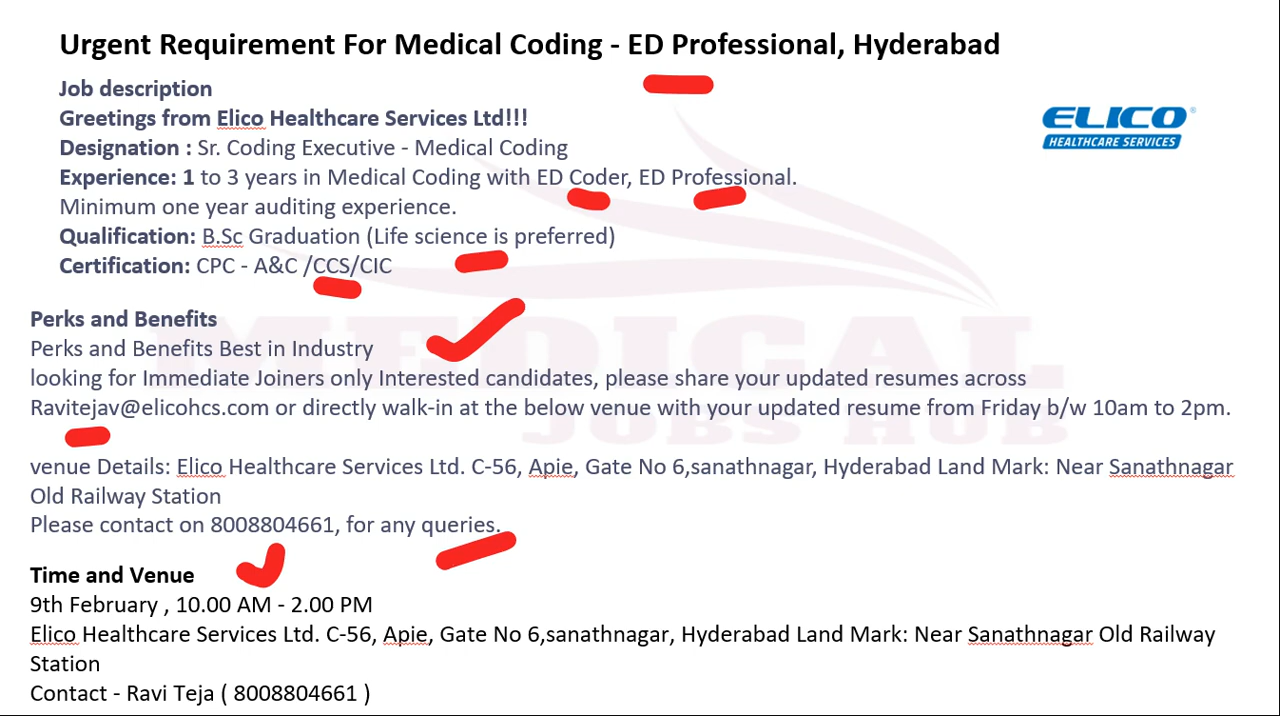 Urgent Requirement For Medical Coding - ED Professional, Hyderabad
Job description
Greetings from Elico Healthcare Services Ltd!!!
ELICO®
HEALTHCARE SERVICES
Designation : Sr. Coding Executive - Medical Coding
Experience: 1 to 3 years in Medical Coding with ED Coder, ED Professional.
Minimum one year auditing experience.
Qualification: B.Sc Graduation (Life science is preferred)
Certification: CPC - A&C /CCS/CIC
Perks and Benefits
Perks and Benefits Best in Industry
looking for Immediate Joiners only Interested candidates, please share your updated resumes across
Ravitejav@elicohcs.com or directly walk-in at the below venue with your updated resume from Friday b/w 10am to 2pm.
MEDICAL
JOBS HUB
venue Details: Elico Healthcare Services Ltd. C-56, Apie, Gate No 6,sanathnagar, Hyderabad Land Mark: Near Sanathnagar
Old Railway Station
Please contact on 8008804661, for any queries.
Time and Venue
9th February , 10.00 AM - 2.00 PM
Elico Healthcare Services Ltd. C-56, Apie, Gate No 6,sanathnagar, Hyderabad Land Mark: Near Sanathnagar Old Railway
Station
Contact - Ravi Teja ( 8008804661 )